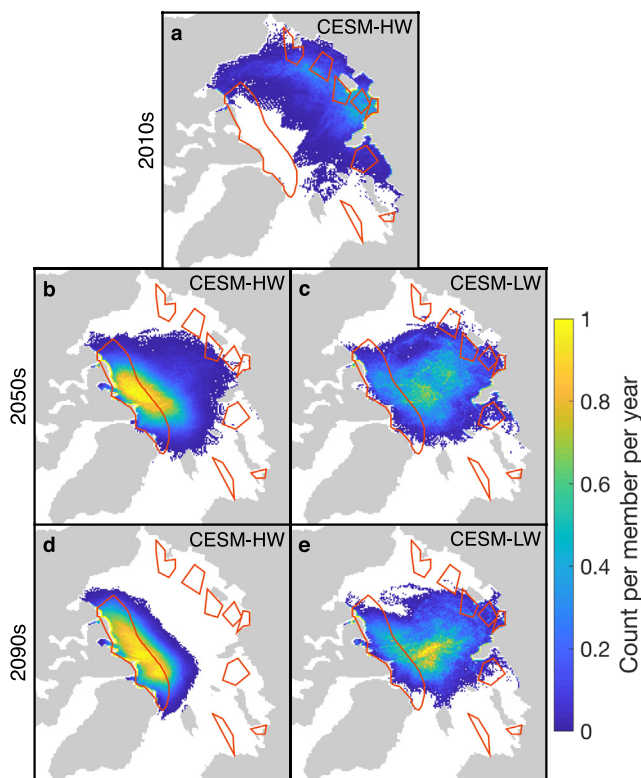 a CESM-HW
2010s
b CESM-HW
c CESM-LW
2050s
d CESM-HW
e CESM-LW
2090s
1
0.8
0.6
0.4
0.2
0
Count per member per year